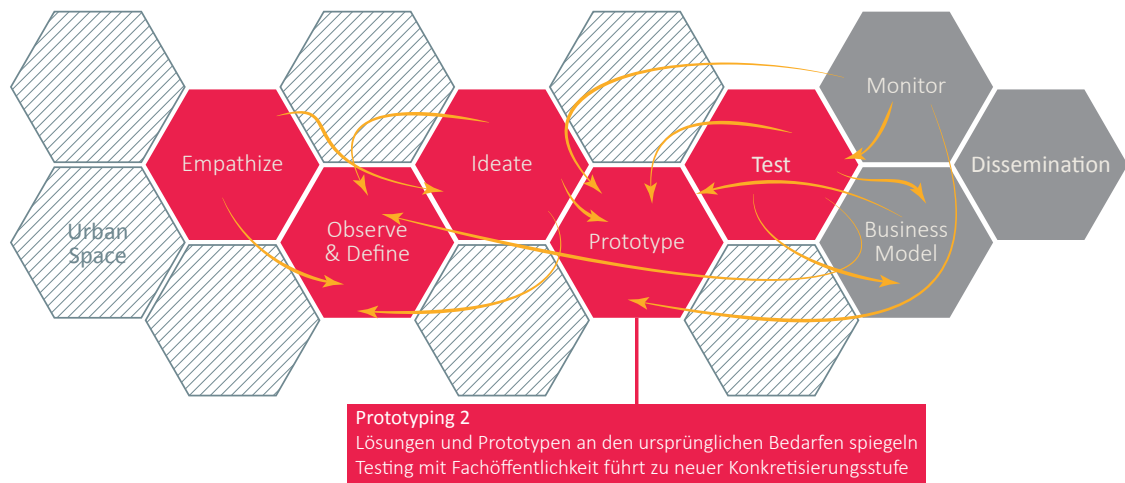 Monitor
Empathize
Ideate
Test
Dissemination
Urban
Space
Observe
& Define
Prototype
Business
Model
Prototyping 2
Lösungen und Prototypen an den ursprünglichen Bedarfen spiegeln
Testing mit Fachöffentlichkeit führt zu neuer Konkretisierungsstufe